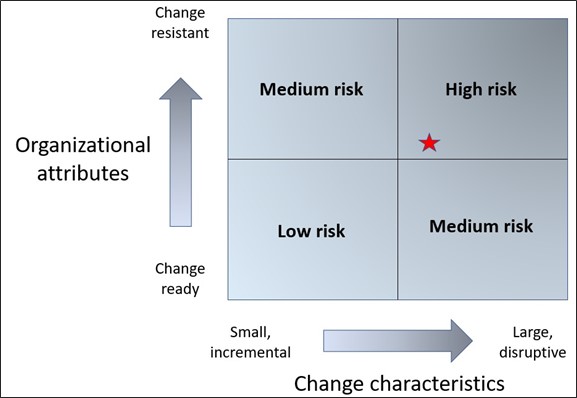 Change
resistant
Medium risk
High risk
Organizational
attributes
Low risk
Medium risk
Change
ready
Small,
incremental
Large,
disruptive
Change characteristics